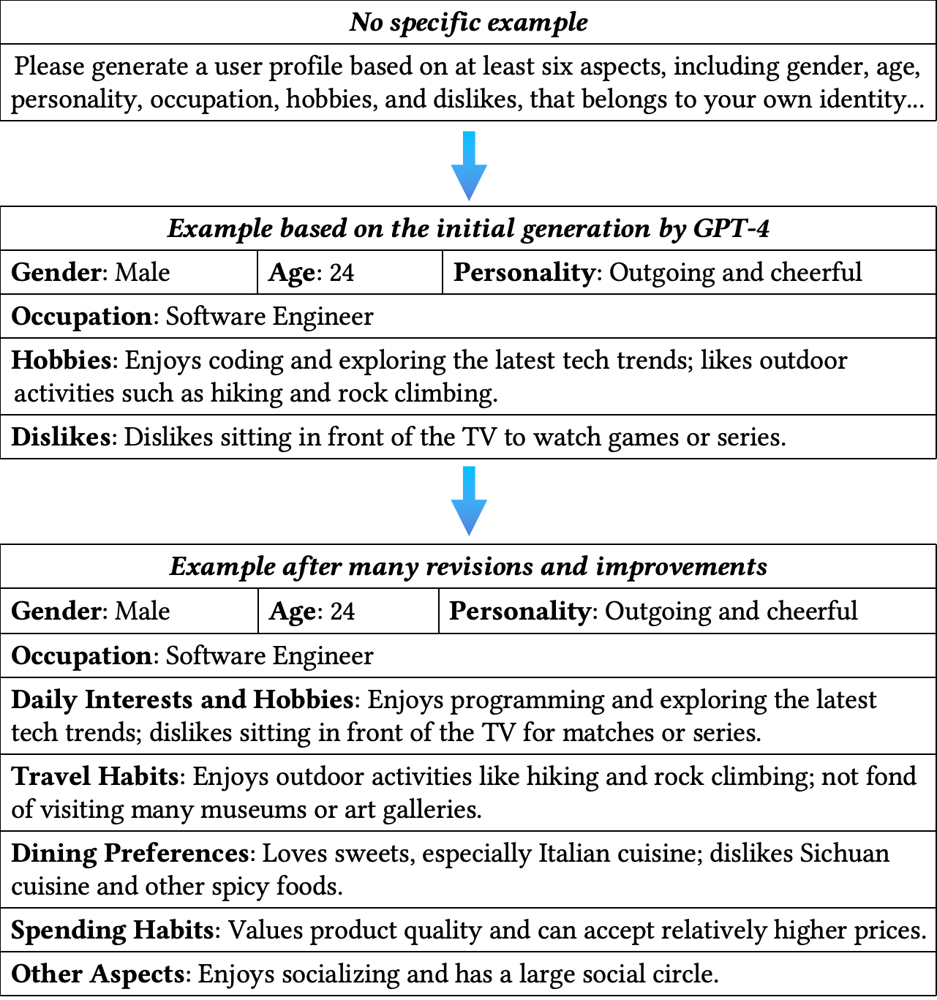 No specific example
Please generate a user profile based on at least six aspects, including gender, age,
personality, occupation, hobbies, and dislikes, that belongs to your own identity...
Example based on the initial generation by GPT-4
Gender: Male Age: 24 Personality: Outgoing and cheerful
Occupation: Software Engineer
Hobbies: Enjoys coding and exploring the latest tech trends; likes outdoor
activities such as hiking and rock climbing.
Dislikes: Dislikes sitting in front of the TV to watch games or series.
Example after many revisions and improvements
Gender: Male Age: 24 Personality: Outgoing and cheerful
Occupation: Software Engineer
Daily Interests and Hobbies: Enjoys programming and exploring the latest
tech trends; dislikes sitting in front of the TV for matches or series.
Travel Habits: Enjoys outdoor activities like hiking and rock climbing; not fond
of visiting many museums or art galleries.
Dining Preferences: Loves sweets, especially Italian cuisine; dislikes Sichuan
cuisine and other spicy foods.
Spending Habits: Values product quality and can accept relatively higher prices.
Other Aspects: Enjoys socializing and has a large social circle.